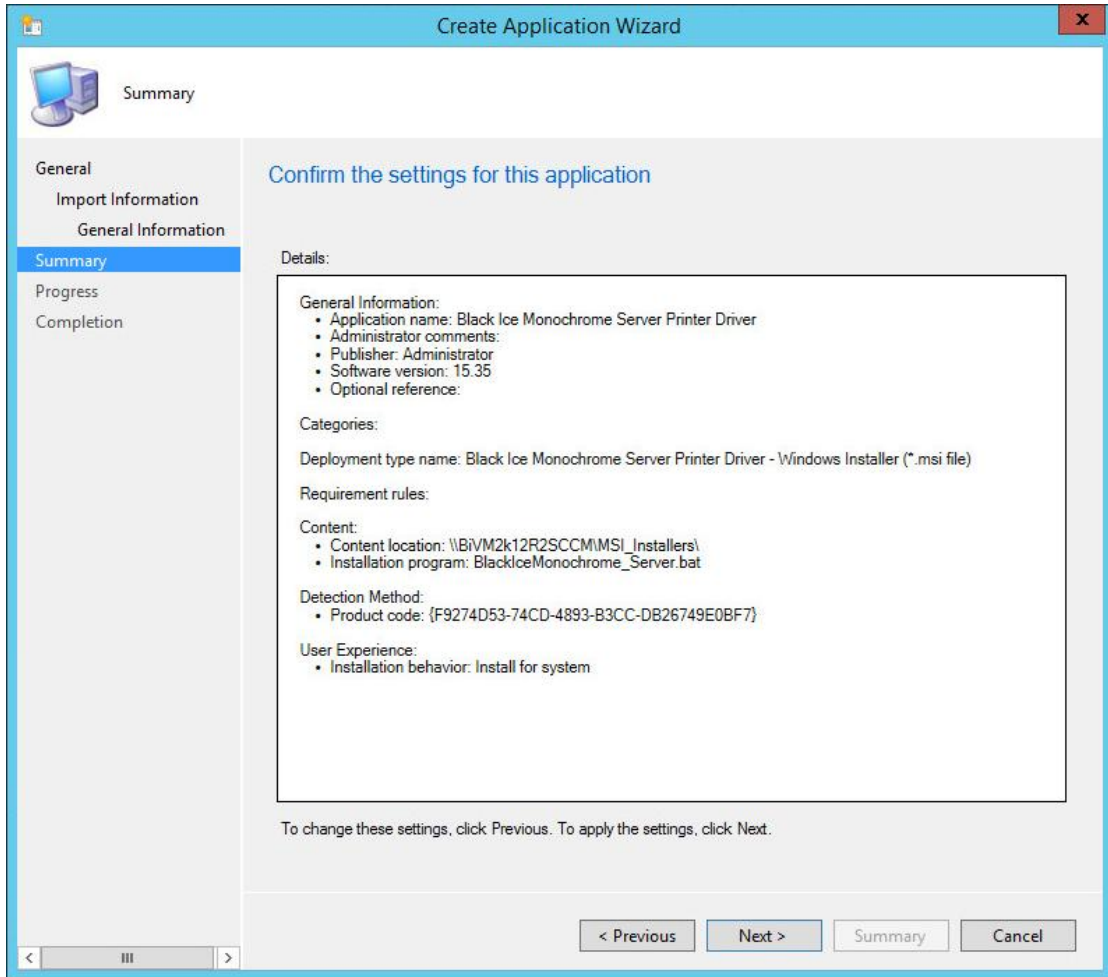 Create Application Wizard
x
Summary
General
Import Information
General Information
Summary
Progress
Completion
Confirm the settings for this application
Details:
General Information:
• Application name: Black Ice Monochrome Server Printer Driver
• Administrator comments:
• Publisher: Administrator
• Software version: 15.35
• Optional reference:
Categories:
Deployment type name: Black Ice Monochrome Server Printer Driver - Windows Installer (*.msi file)
Requirement rules:
Content:
• Content location: \\BiVM2k12R2SCCM\MSI_Installers\
• Installation program: BlackIceMonochrome_Server.bat
Detection Method:
• Product code: {F9274D53-74CD-4893-B3CC-DB26749E0BF7}
User Experience:
• Installation behavior: Install for system
To change these settings, click Previous. To apply the settings, click Next.
< Previous
Next >
Summary
Cancel